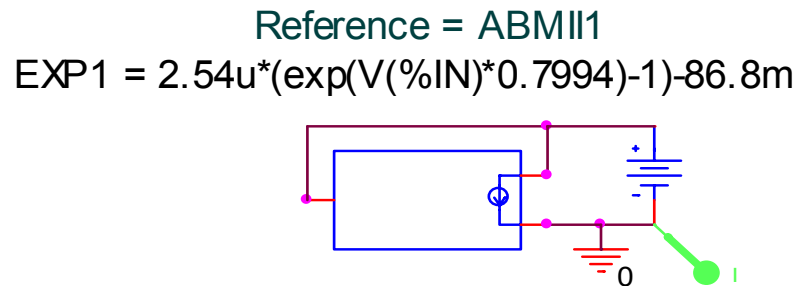 Reference = ABMII1
EXP1 = 2.54u*(exp(V(%IN)*0.7994)-1)-86.8m
+
-
0
I